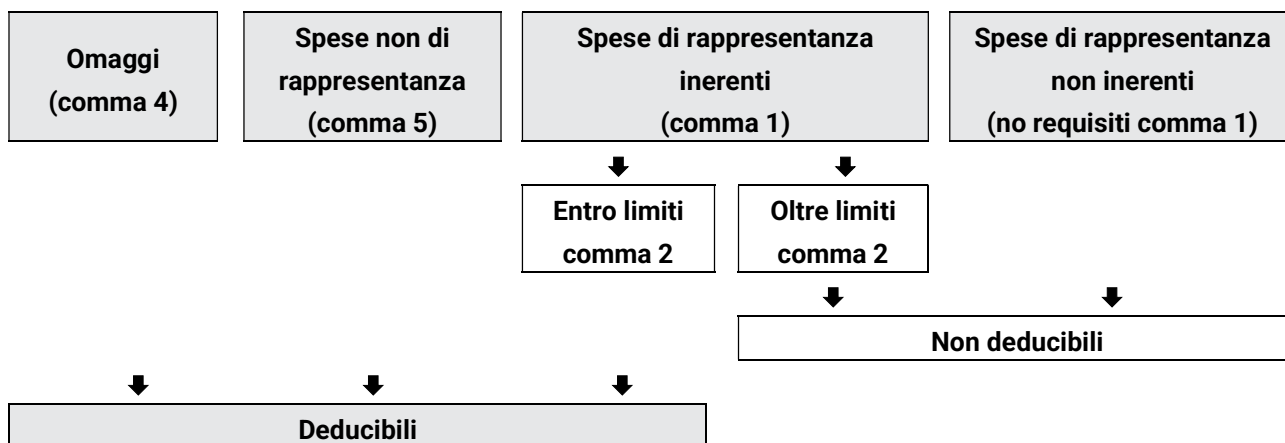 Omaggi
(comma 4)
Spese non di
rappresentanza
(comma 5)
Spese di rappresentanza
inerenti
(comma 1)
Spese di rappresentanza
non inerenti
(no requisiti comma 1)
Entro limiti
comma 2
Oltre limiti
comma 2
Non deducibili
Deducibili